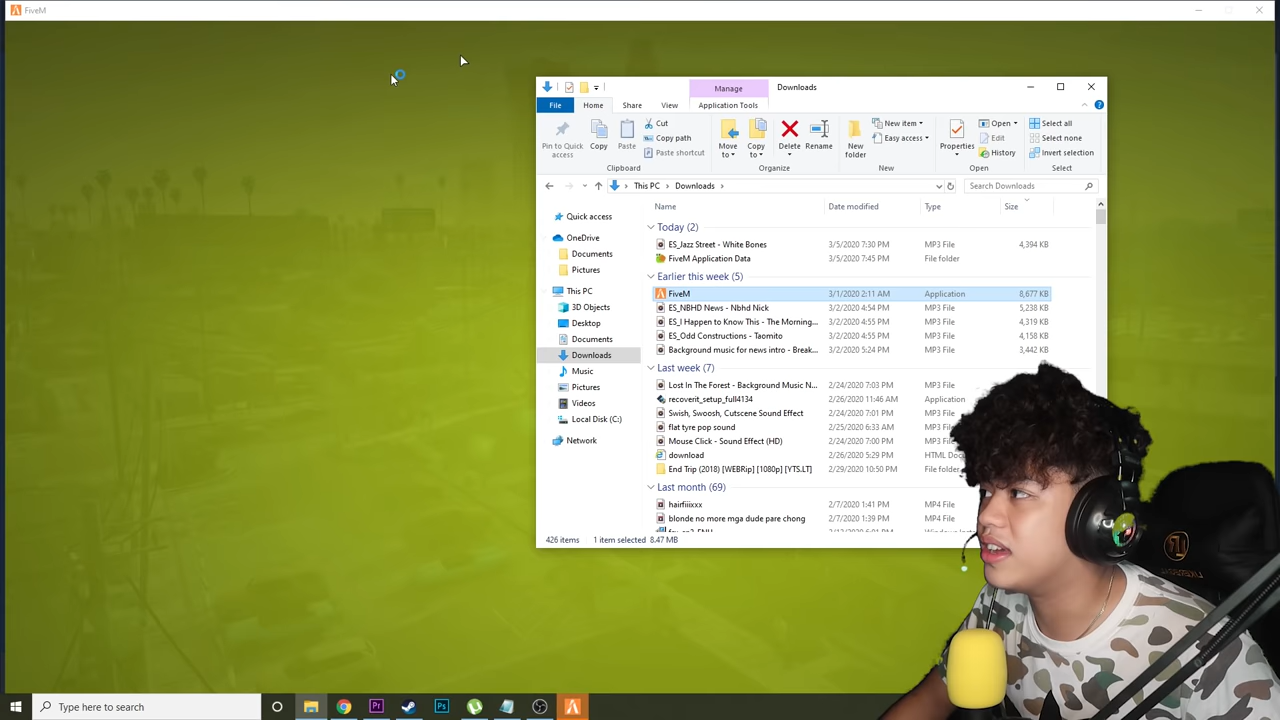 FiveM
Manage
Downloads
File
Home
Share
View
Application Tools
Pin to Quick access
Copy
Paste
Cut
Copy path
Paste shortcut
Clipboard
Move to
Copy to
Delete
Rename
Organize
New folder
New item
Easy access
New
Properties
Open
Edit
History
Open
Select all
Select none
Invert selection
Select
This PC > Downloads >
Search Downloads
Name
Date modified
Type
Size
Quick access
OneDrive
Documents
Pictures
This PC
3D Objects
Desktop
Documents
Downloads
Music
Pictures
Videos
Local Disk (C:)
Network
Today (2)
ES_Jazz Street - White Bones 3/5/2020 7:30 PM MP3 File 4,394 KB
FiveM Application Data 3/5/2020 7:45 PM File folder
Earlier this week (5)
FiveM 3/1/2020 2:11 AM Application 8,677 KB
ES_NBHD News - Nbhd Nick 3/2/2020 4:54 PM MP3 File 5,238 KB
ES_I Happen to Know This - The Morning... 3/2/2020 4:55 PM MP3 File 4,319 KB
ES_Odd Constructions - Taomito 3/2/2020 4:55 PM MP3 File 4,158 KB
Background music for news intro - Break... 3/2/2020 5:24 PM MP3 File 3,442 KB
Last week (7)
Lost In The Forest - Background Music N... 2/24/2020 7:03 PM MP3 File
recoverit_setup_full4134 2/26/2020 11:46 AM Application
Swish, Swoosh, Cutscene Sound Effect 2/24/2020 7:01 PM MP3 File
flat tyre pop sound 2/25/2020 6:33 AM MP3 File
Mouse Click - Sound Effect (HD) 2/24/2020 7:00 PM MP3 File
download 2/26/2020 5:29 PM HTML Doc
End Trip (2018) [WEBRip] [1080p] [YTS.LT] 2/29/2020 10:50 PM File folder
Last month (69)
hairfiiixxx 2/7/2020 1:41 PM MP4 File
blonde no more mga dude pare chong 2/7/2020 1:39 PM MP4 File
426 items 1 item selected 8.47 MB
Type here to search
Pr
Ps